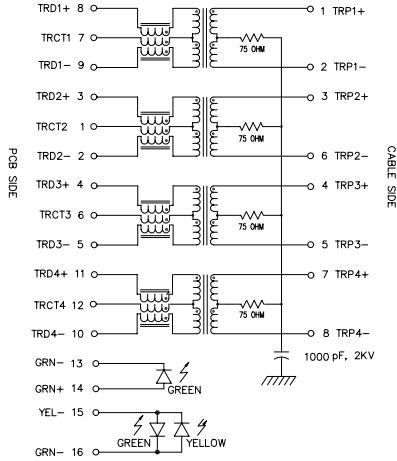 TRD1+ 8
1 TRP1+
TRCT1 7
75 OHM
TRD1- 9
2 TRP1-
TRD2+ 3
3 TRP2+
TRCT2 1
75 OHM
TRD2- 2
6 TRP2-
TRD3+ 4
4 TRP3+
TRCT3 6
75 OHM
TRD3- 5
5 TRP3-
TRD4+ 11
7 TRP4+
TRCT4 12
75 OHM
TRD4- 10
8 TRP4-
PCB SIDE
CABLE SIDE
1000 pF, 2KV
GRN- 13
GRN+ 14
GREEN
YEL- 15
GREEN
YELLOW
GRN- 16